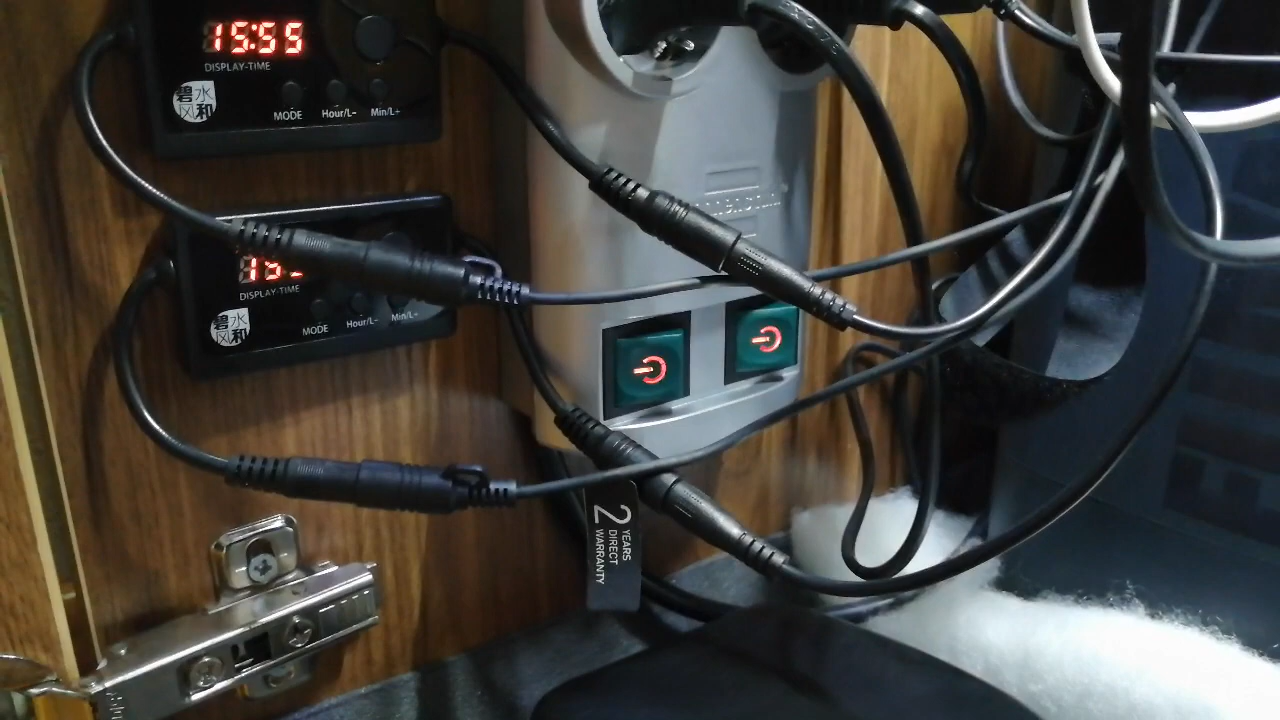 15:55
DISPLAY-TIME
碧水
风和
MODE
Hour/L-
Min/L+
15
DISPLAY-TIME
碧水
风和
MODE
Hour/L-
Min/L+
2
YEARS
DIRECT
WARRANTY